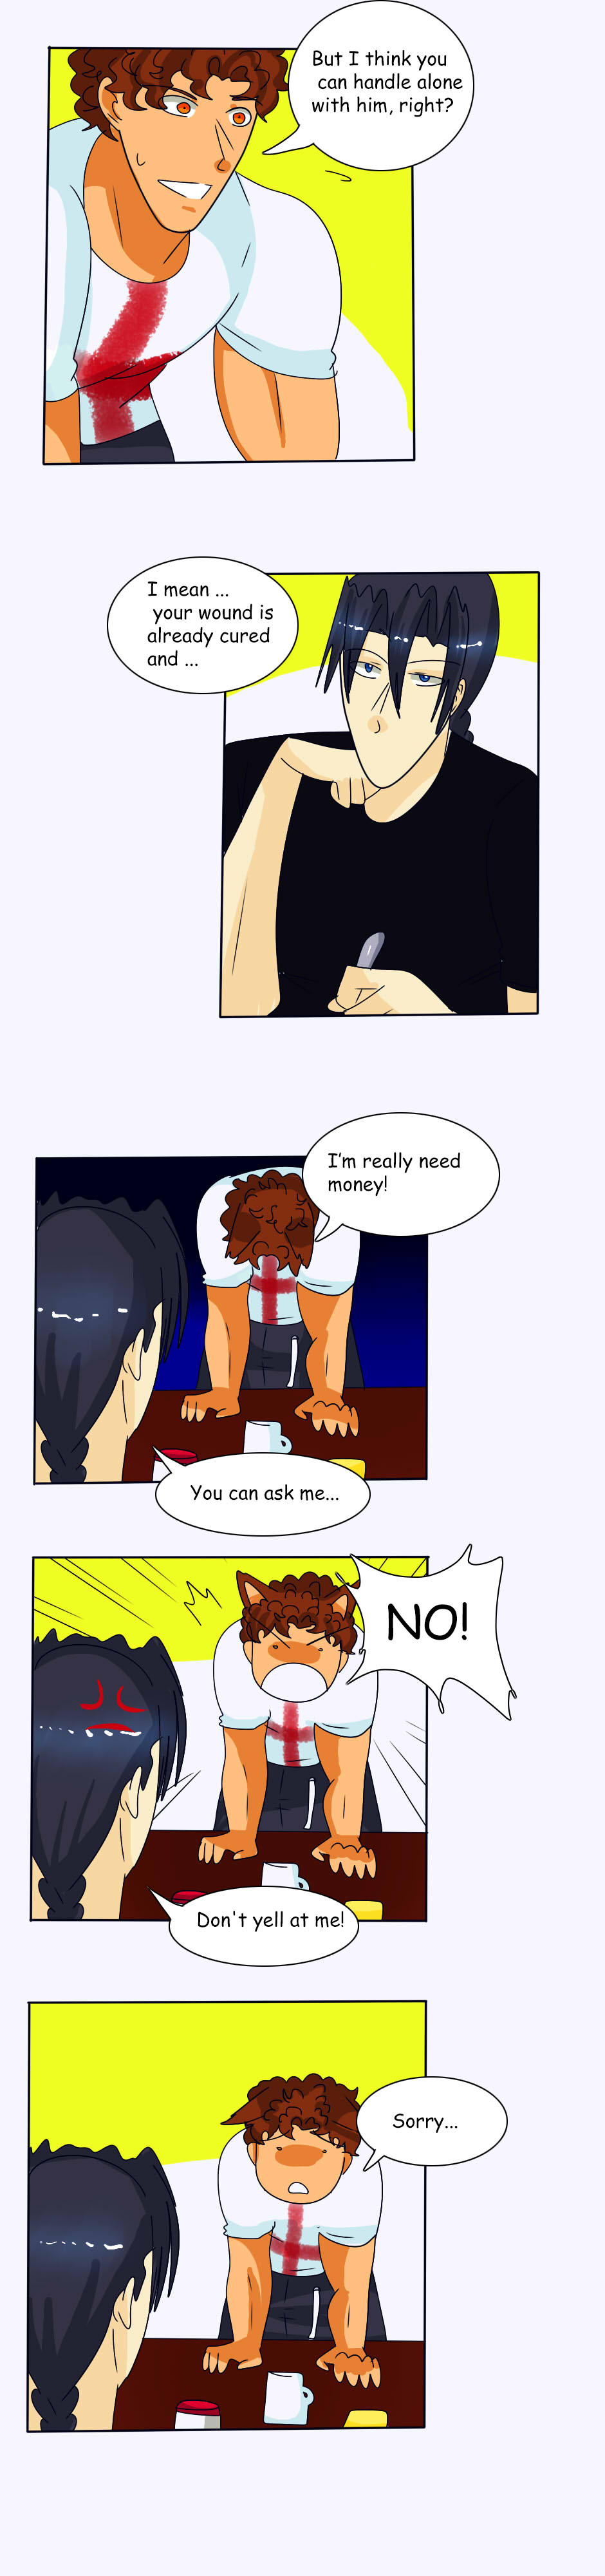 But I think you
can handle alone
with him, right?
I mean ...
your wound is
already cured
and ...
I'm really need
money!
You can ask me...
NO!
Don't yell at me!
Sorry...